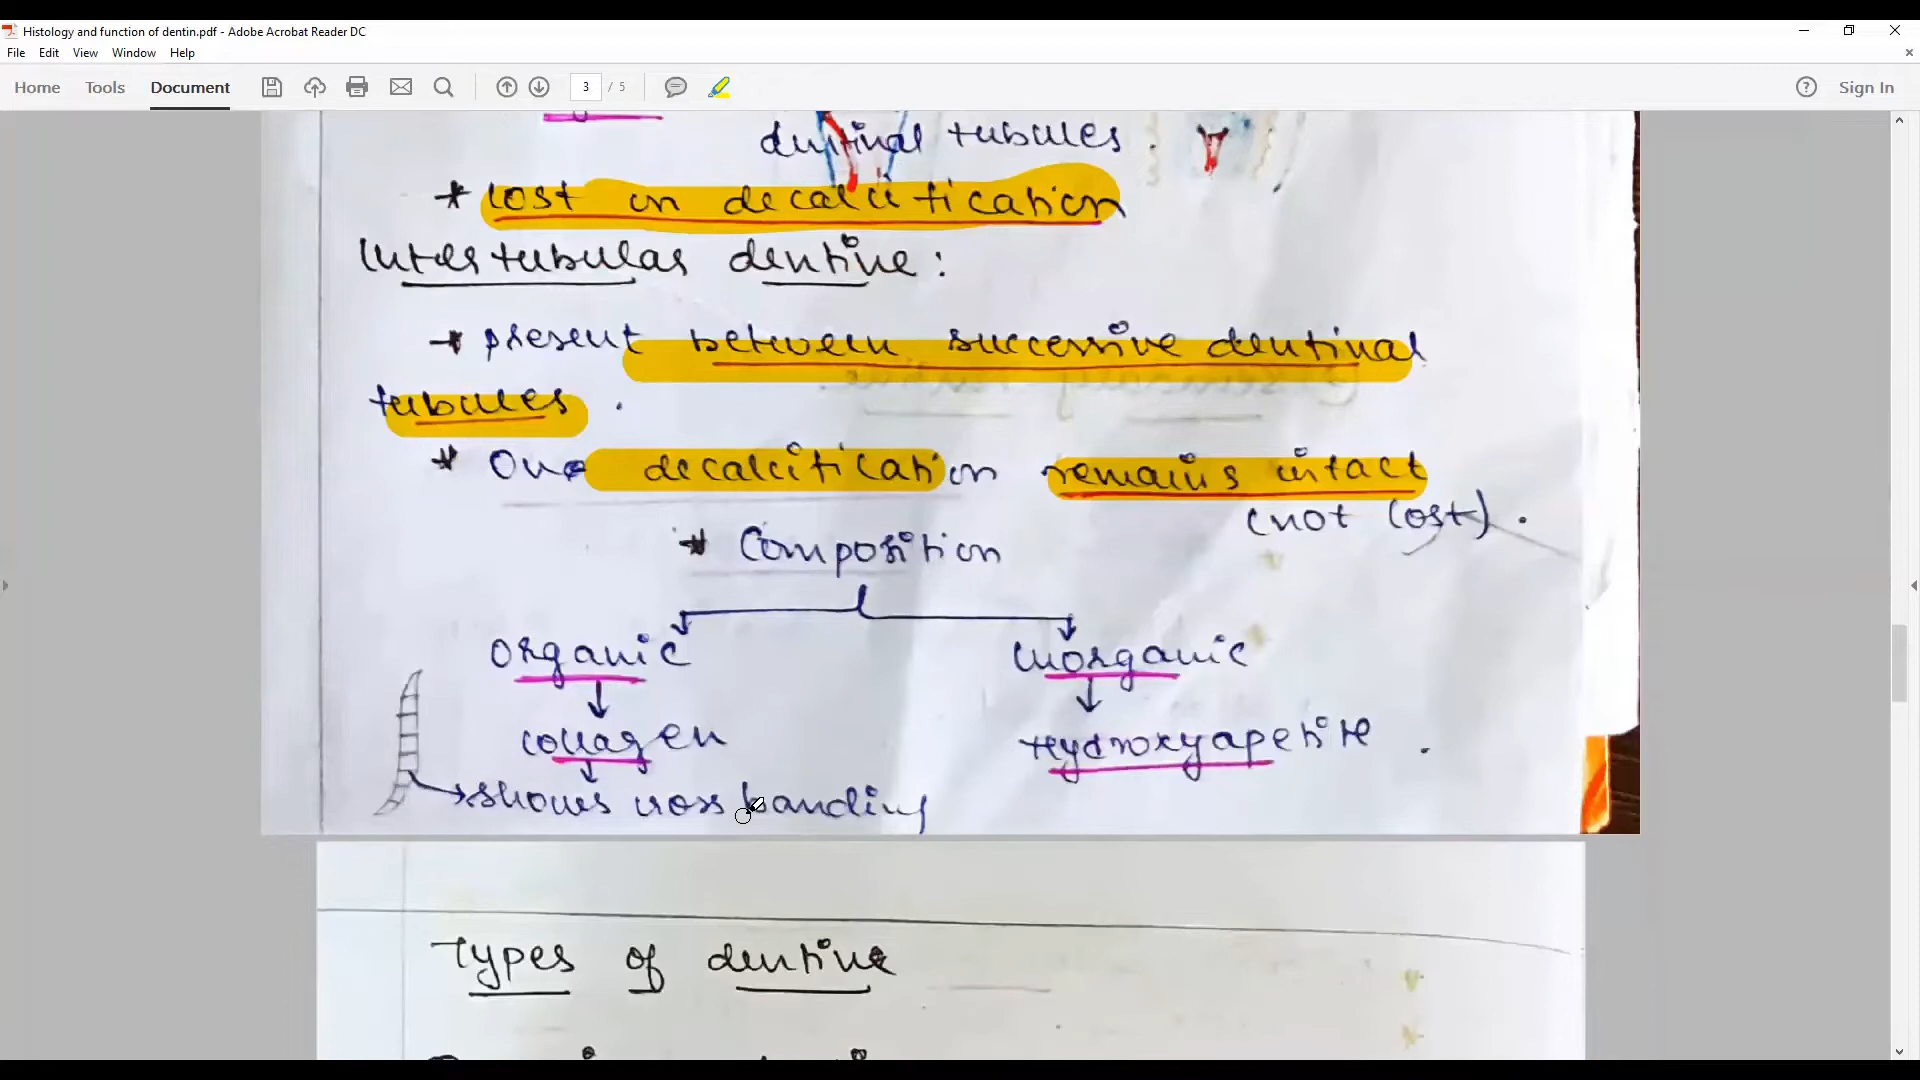 Histology and function of dentin.pdf - Adobe Acrobat Reader DC
File Edit View Window Help
Home Tools Document 3 / 5 Sign In
dentinal tubules.
* Lost on decalcification
Intertubular dentine:
* present between successive dentinal
tubules.
* One decalcification remains intact
(not lost).
* Composition
Organic Inorganic
Collagen Hydroxyapetite.
shows cross banding
Types of dentine